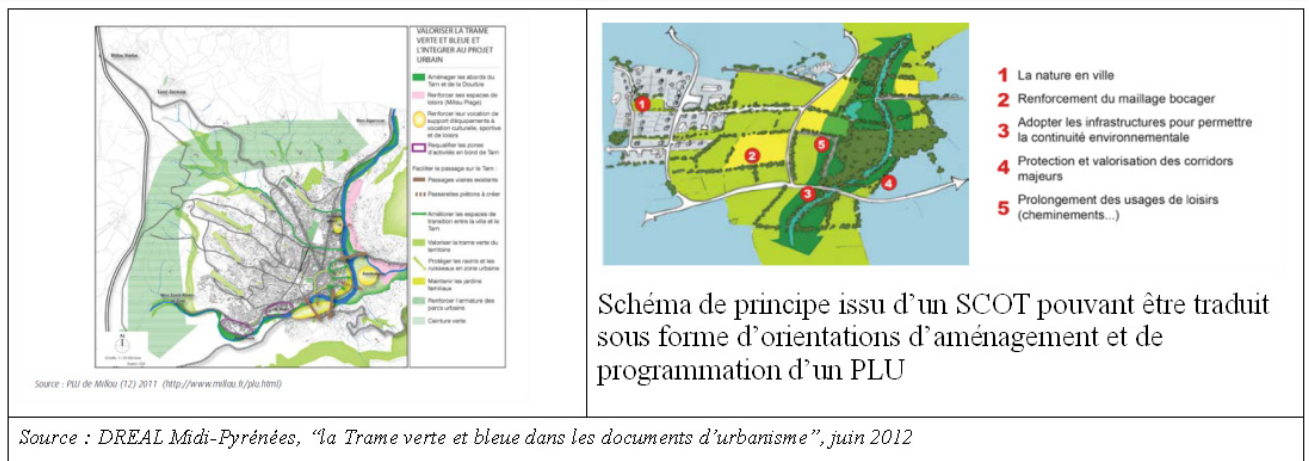 VALORISER LA TRAME
VERTE ET BLEUE ET
L'INTEGRER AU PROJET
URBAIN
Aménager les abords du
Tarn et de la Dourbie
Renforcer ses espaces de
loisirs (Millau Plage)
Renforcer leur vocation de
support d'équipements à
vocation culturelle, sportive
et de loisirs
Requalifier les zones
d'activités en bord de Tarn
Faciliter le passage sur le Tarn :
Passages viaires existants
Passerelles piétons à créer
Améliorer les espaces de
transition entre la ville et le
Tarn
Valoriser la trame verte du
territoire
Protéger les ravins et les
ruisseaux en zone urbaine
Maintenir les jardins
familiaux
Renforcer l'armature des
parcs urbains
Ceinture verte
Source : PLU de Millau (12) 2011 (http://www.millau.fr/plu.html)
1
2
3
4
5
1 La nature en ville
2 Renforcement du maillage bocager
3 Adopter les infrastructures pour permettre
la continuité environnementale
4 Protection et valorisation des corridors
majeurs
5 Prolongement des usages de loisirs
(cheminements...)
Schéma de principe issu d'un SCOT pouvant être traduit
sous forme d'orientations d'aménagement et de
programmation d'un PLU
Source : DREAL Midi-Pyrénées, "la Trame verte et bleue dans les documents d'urbanisme", juin 2012